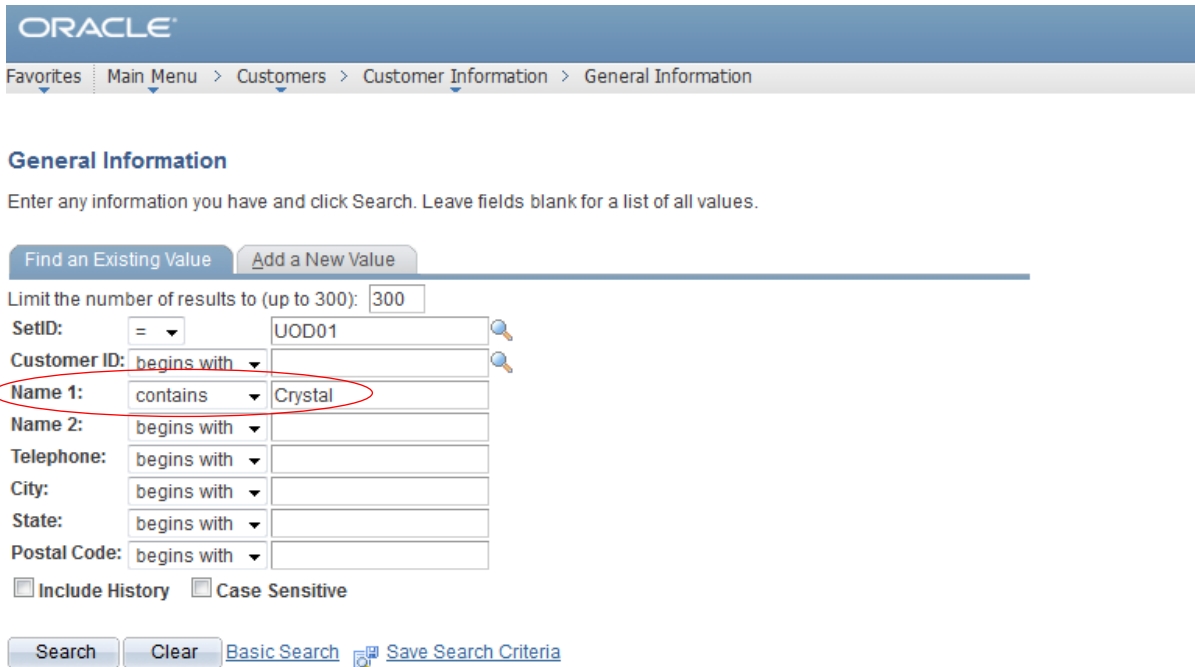 ORACLE
Favorites Main Menu > Customers > Customer Information > General Information
General Information
Enter any information you have and click Search. Leave fields blank for a list of all values.
Find an Existing Value Add a New Value
Limit the number of results to (up to 300): 300
SetID: = UOD01
Customer ID: begins with
Name 1: contains Crystal
Name 2: begins with
Telephone: begins with
City: begins with
State: begins with
Postal Code: begins with
Include History Case Sensitive
Search Clear Basic Search Save Search Criteria